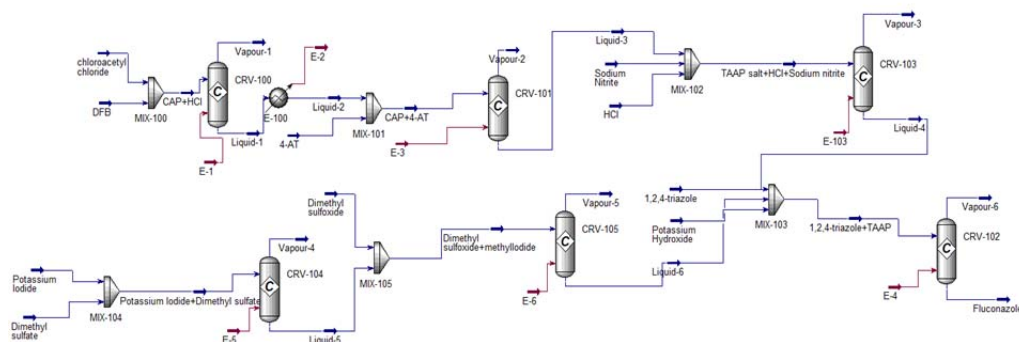 chloroacetyl
chloride
DFB
MIX-100
CAP+HCl
Vapour-1
CRV-100
Liquid-1
E-1
E-2
E-100
Liquid-2
4-AT
MIX-101
CAP+4-AT
E-3
Vapour-2
CRV-101
Liquid-3
Sodium
Nitrite
HCl
MIX-102
TAAP salt+HCl+Sodium nitrite
Vapour-3
CRV-103
E-103
Liquid-4
Potassium
Iodide
Dimethyl
sulfate
MIX-104
Potassium Iodide+Dimethyl sulfate
Vapour-4
CRV-104
E-5
Liquid-5
Dimethyl
sulfoxide
MIX-105
Dimethyl
sulfoxide+methylIodide
Vapour-5
CRV-105
E-6
Liquid-6
1,2,4-triazole
Potassium
Hydroxide
MIX-103
1,2,4-triazole+TAAP
Vapour-6
CRV-102
E-4
Fluconazole